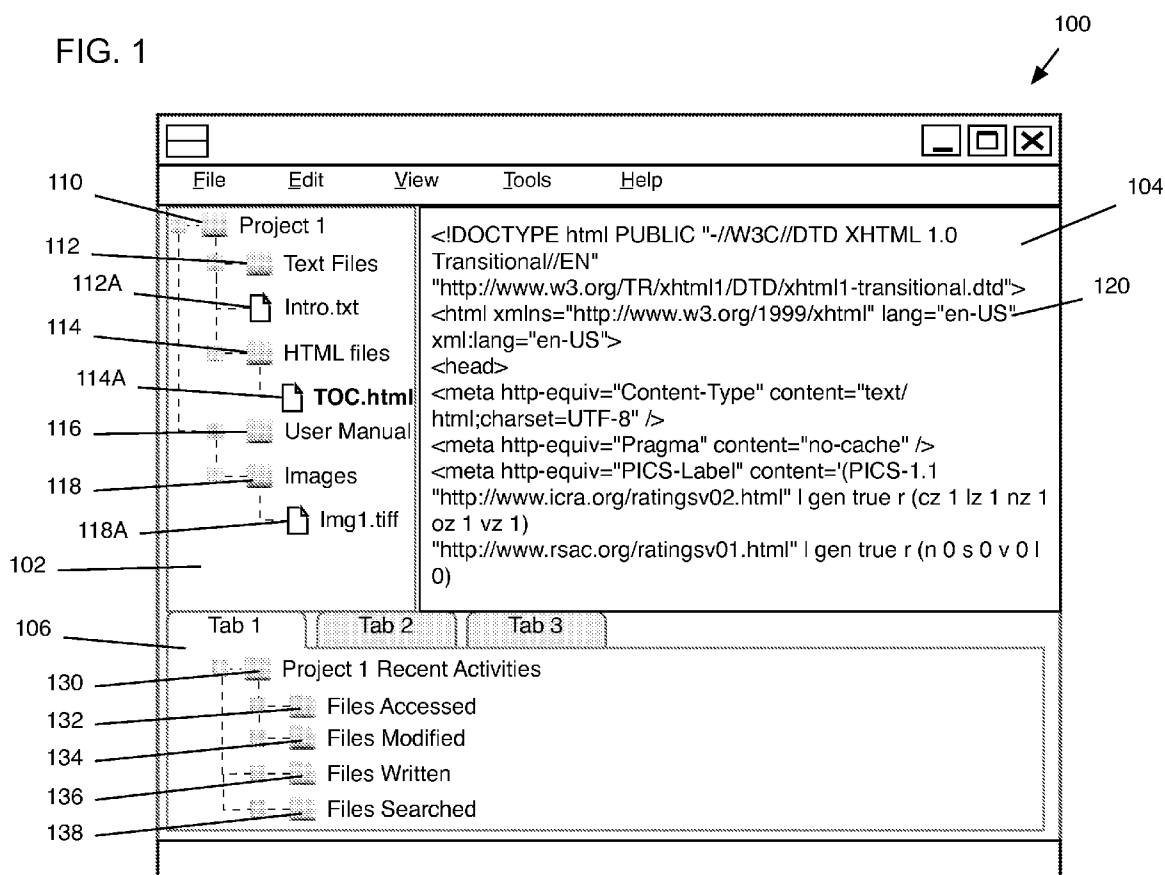 FIG. 1
100
File Edit View Tools Help
110
Project 1
112
Text Files
112A
Intro.txt
114
HTML files
114A
TOC.html
116
User Manual
118
Images
118A
Img1.tiff
102
104
<!DOCTYPE html PUBLIC "-//W3C//DTD XHTML 1.0
Transitional//EN"
"http://www.w3.org/TR/xhtml1/DTD/xhtml1-transitional.dtd">
120
<html xmlns="http://www.w3.org/1999/xhtml" lang="en-US"
xml:lang="en-US">
<head>
<meta http-equiv="Content-Type" content="text/
html;charset=UTF-8" />
<meta http-equiv="Pragma" content="no-cache" />
<meta http-equiv="PICS-Label" content='(PICS-1.1
"http://www.icra.org/ratingsv02.html" l gen true r (cz 1 lz 1 nz 1
oz 1 vz 1)
"http://www.rsac.org/ratingsv01.html" l gen true r (n 0 s 0 v 0 l
0)
Tab 1 Tab 2 Tab 3
106
130
Project 1 Recent Activities
132
Files Accessed
134
Files Modified
136
Files Written
138
Files Searched